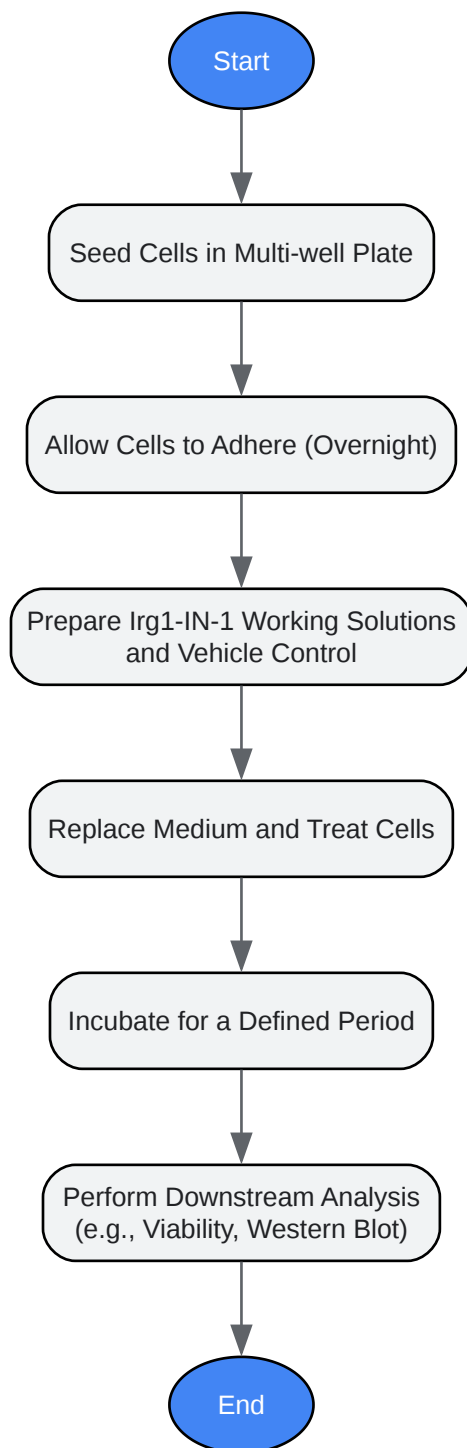 Start
Seed Cells in Multi-well Plate
Allow Cells to Adhere (Overnight)
Prepare Irg1-IN-1 Working Solutions
and Vehicle Control
Replace Medium and Treat Cells
Incubate for a Defined Period
Perform Downstream Analysis
(e.g., Viability, Western Blot)
End